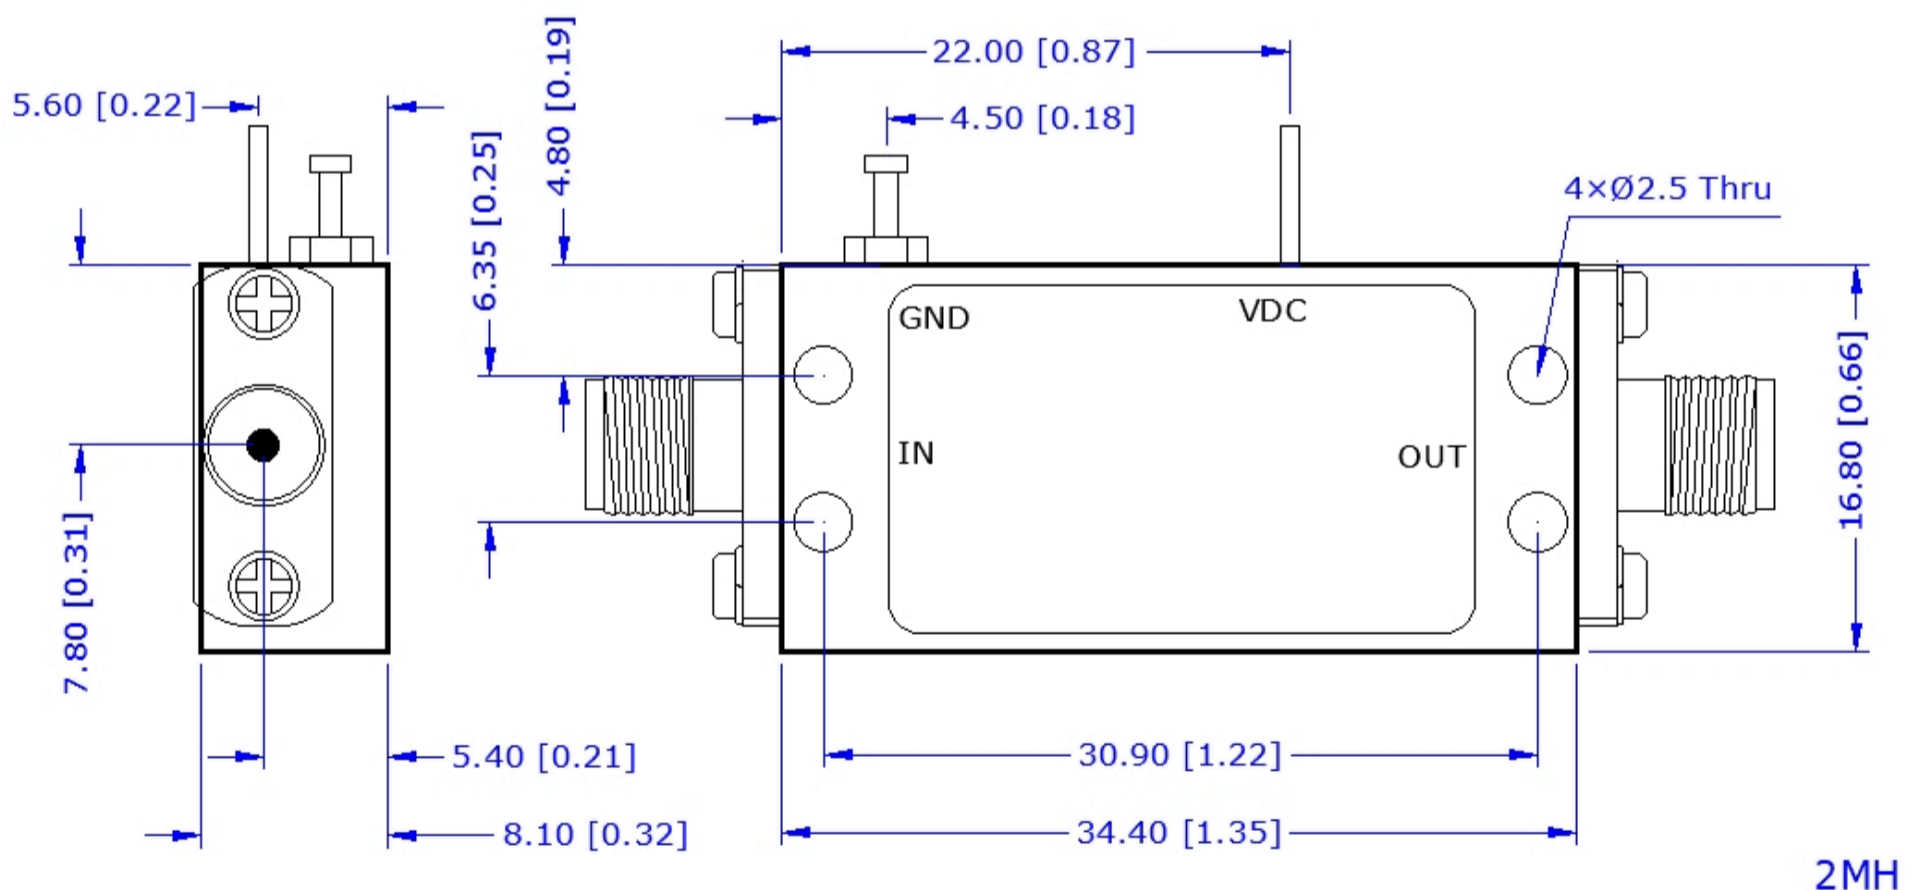 22.00 [0.87]
5.60 [0.22]
4.80 [0.19]
4.50 [0.18]
6.35 [0.25]
4×Ø2.5 Thru
GND
VDC
IN
OUT
16.80 [0.66]
7.80 [0.31]
5.40 [0.21]
30.90 [1.22]
8.10 [0.32]
34.40 [1.35]
2MH